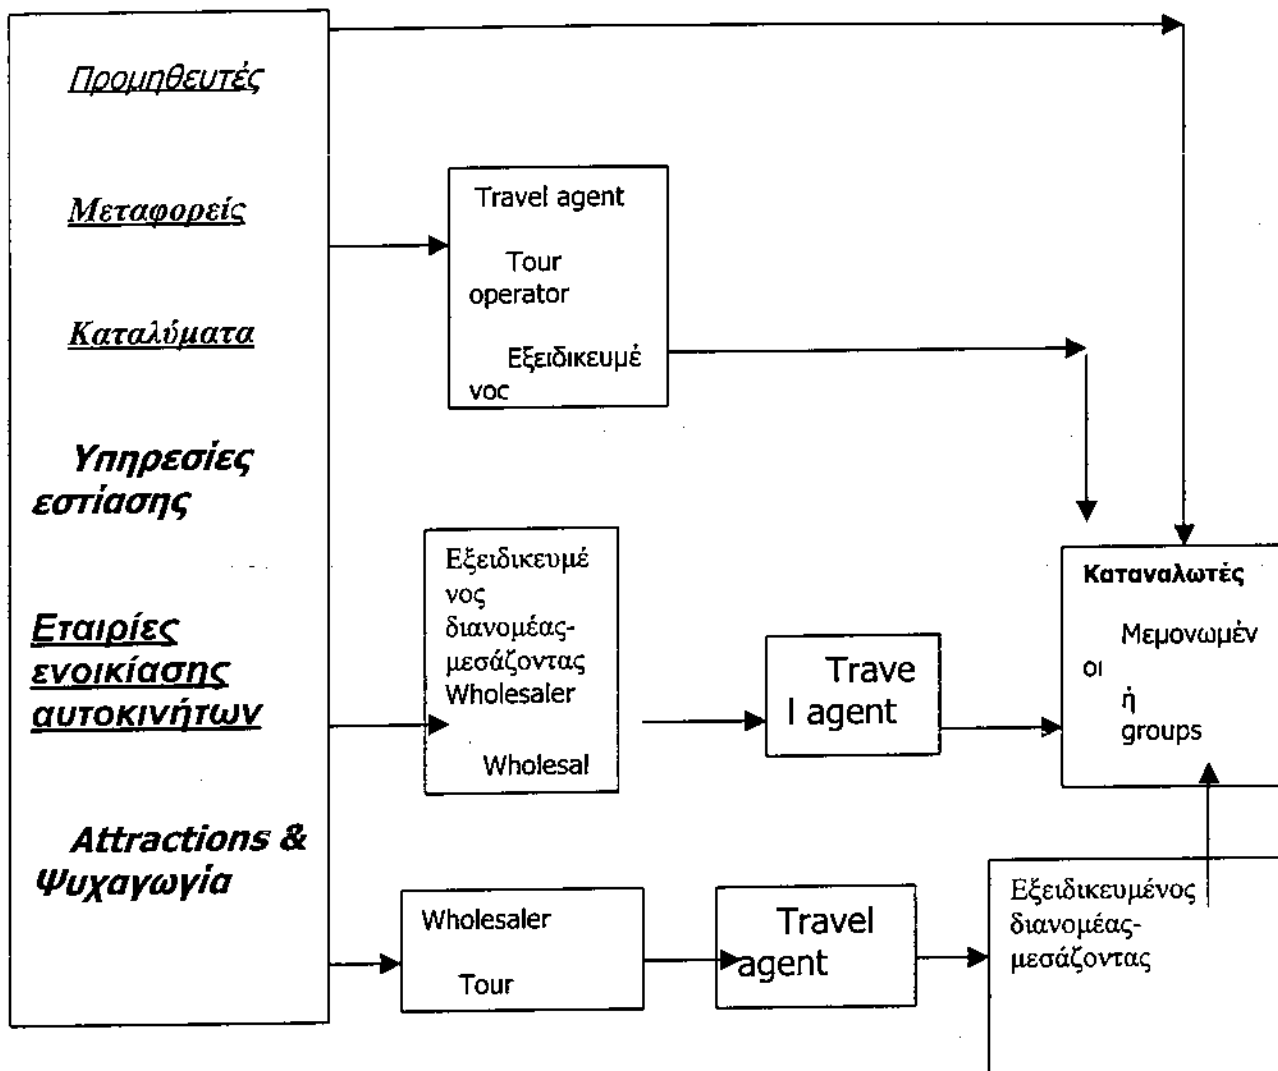 Προμηθευτές
Μεταφορείς
Καταλύματα
Υπηρεσίες
εστίασης
Εταιρίες
ενοικίασης
αυτοκινήτων
Attractions &
Ψυχαγωγία
Travel agent
Tour
operator
Εξειδικευμέ
νος
Εξειδικευμέ
νος
διανομέας-
μεσάζοντας
Wholesaler
Wholesal
Trave
l agent
Καταναλωτές
Μεμονωμέν
οι
ή
groups
Wholesaler
Tour
Travel
agent
Εξειδικευμένος
διανομέας-
μεσάζοντας